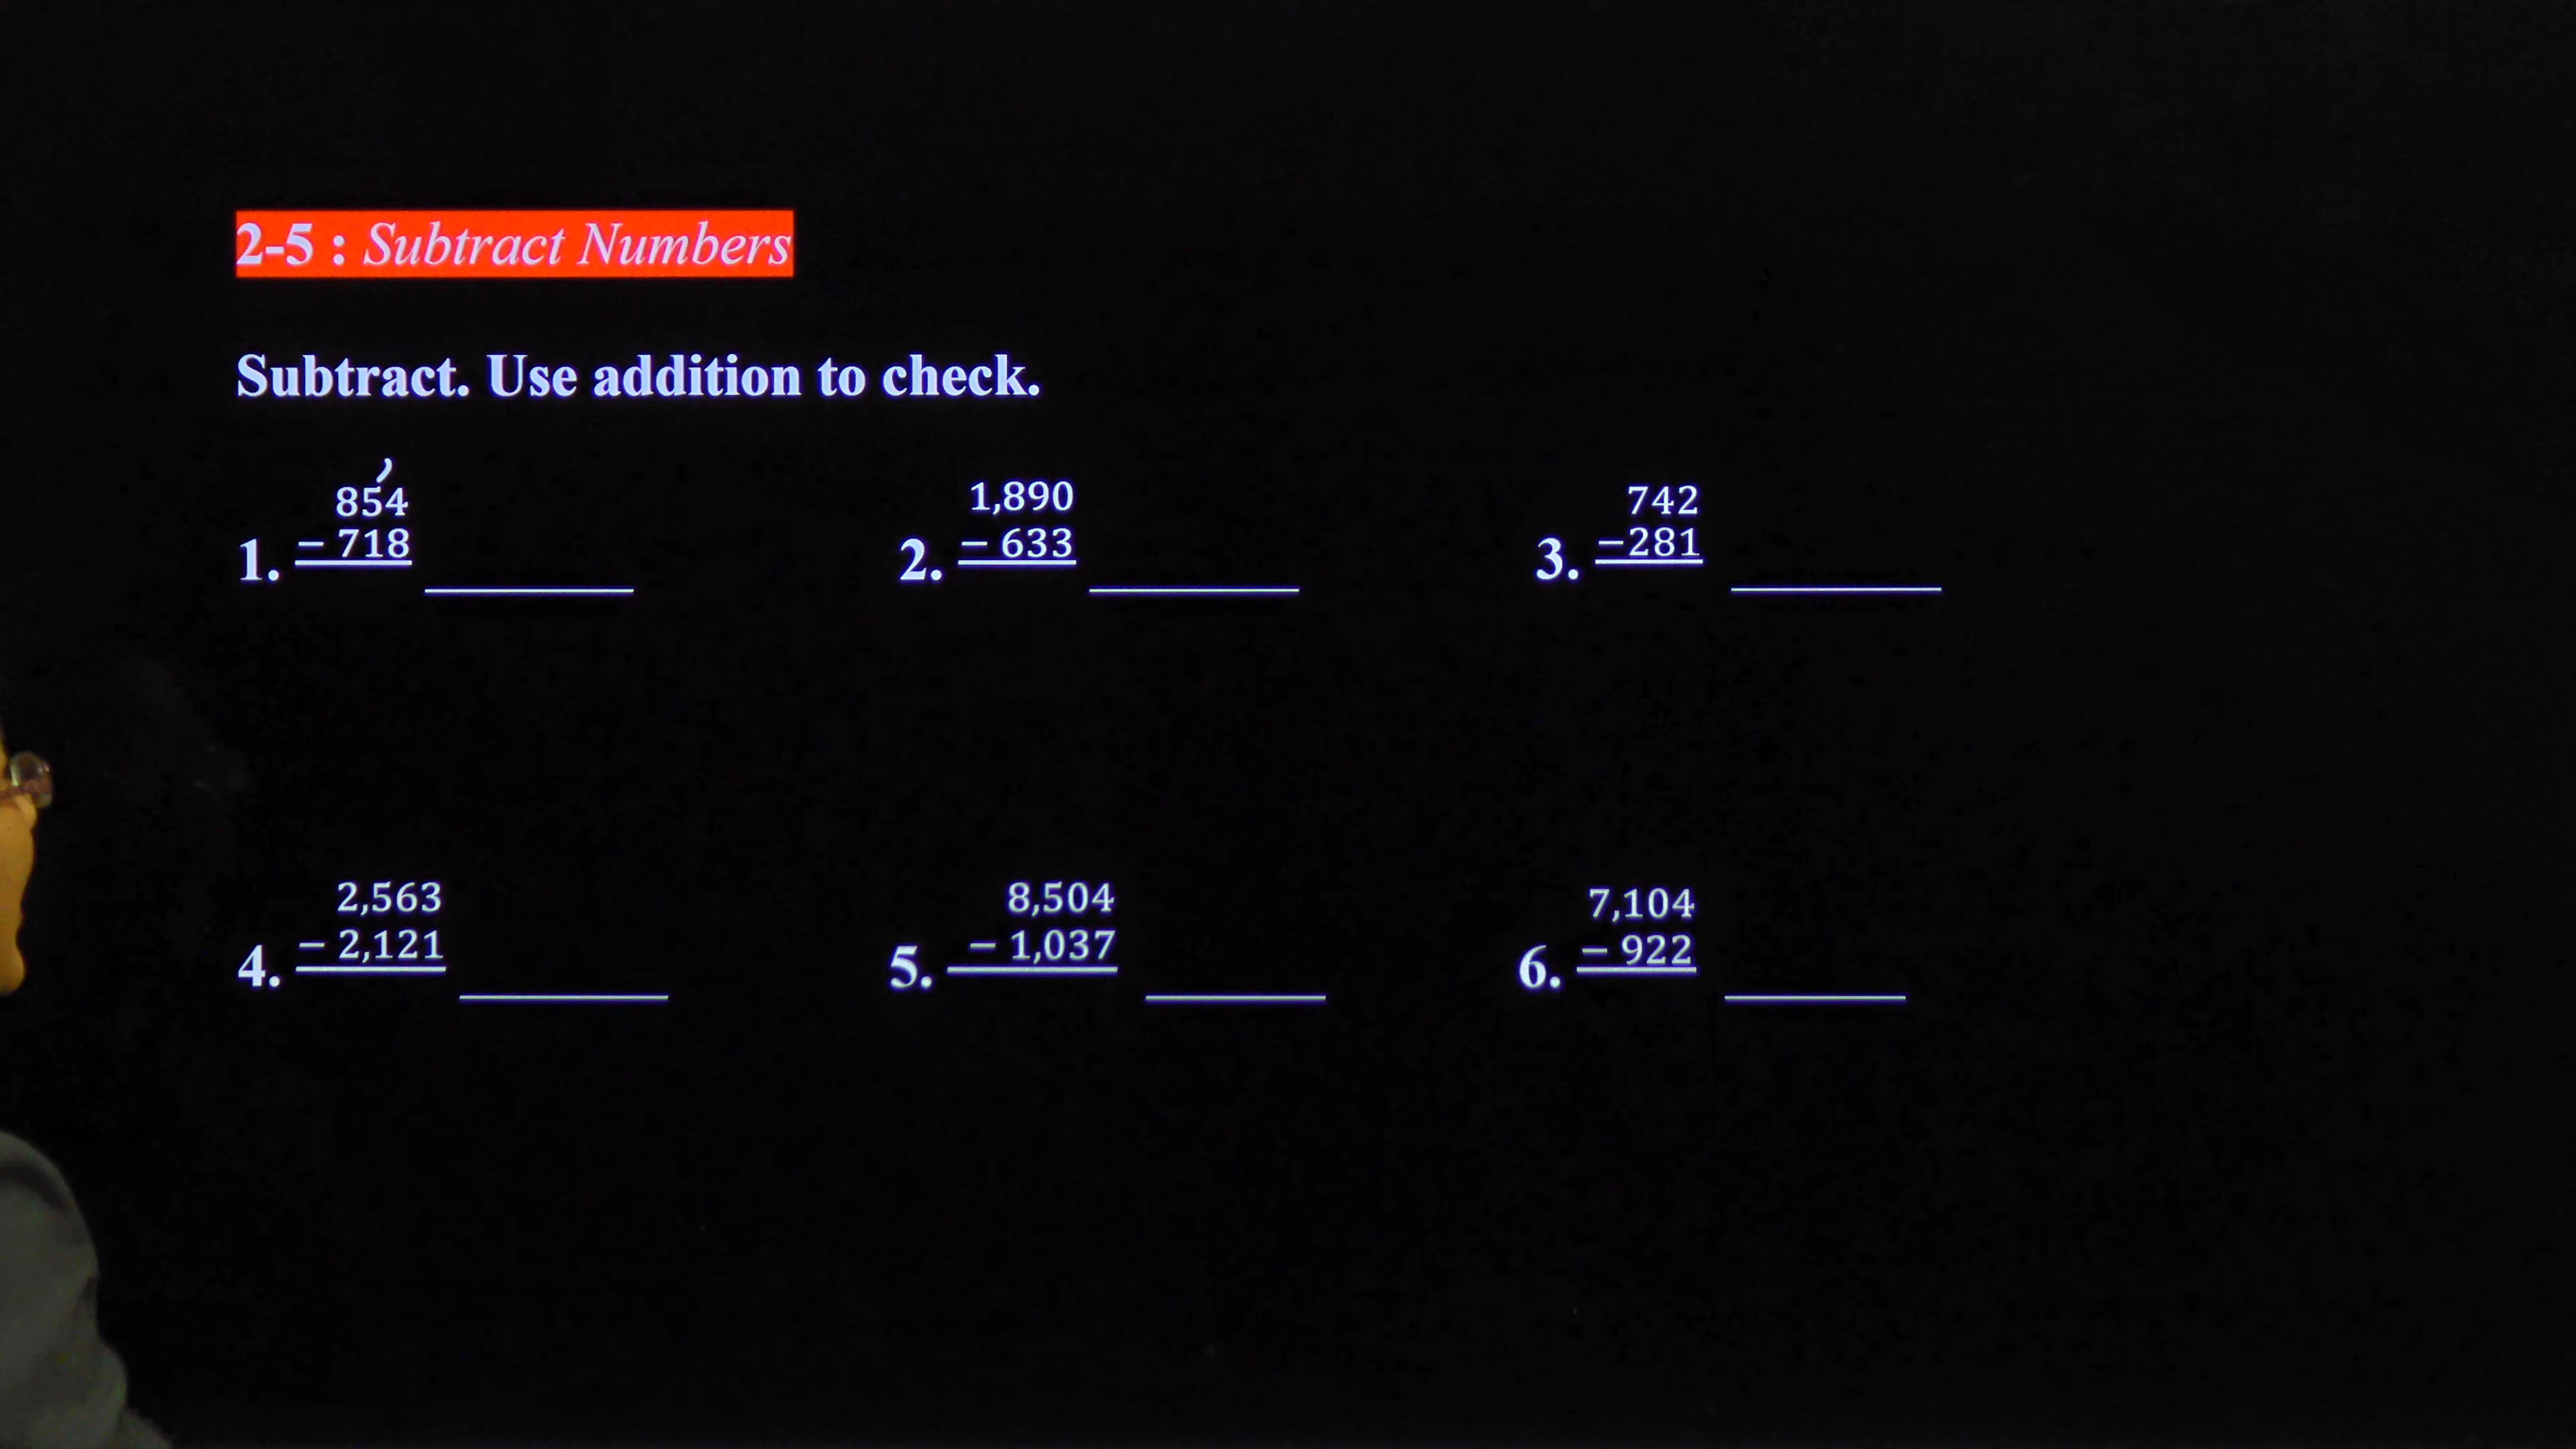 2-5 : Subtract Numbers
Subtract. Use addition to check.
1. 854 − 718
2. 1,890 − 633
3. 742 −281
4. 2,563 − 2,121
5. 8,504 − 1,037
6. 7,104 − 922